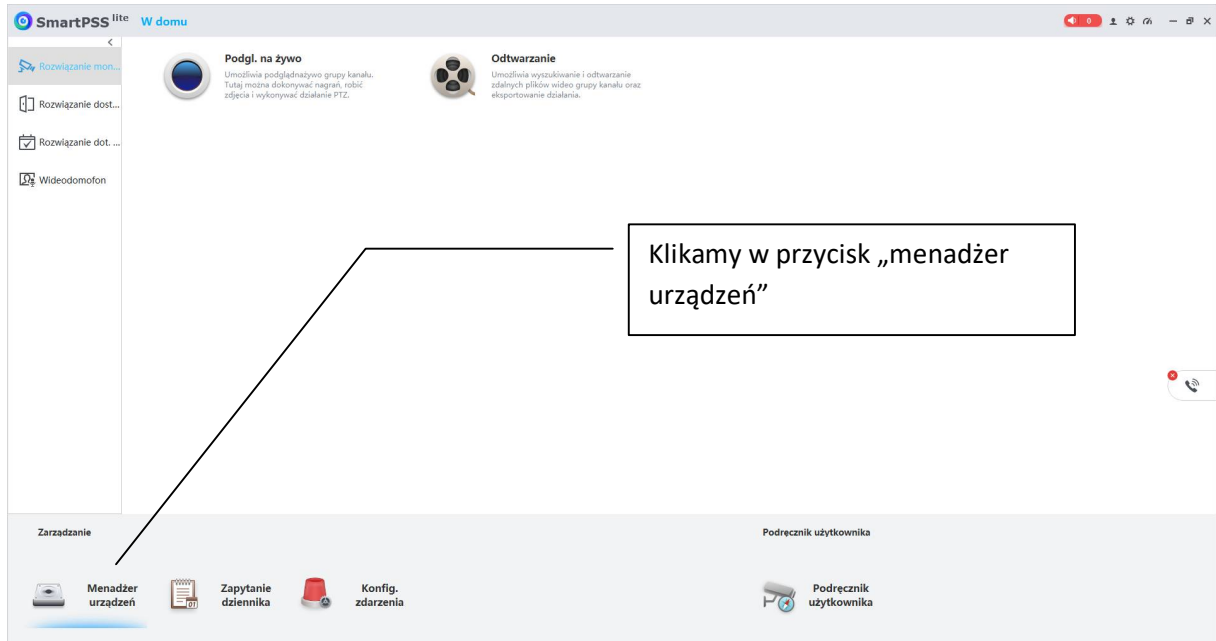 SmartPSS lite W domu
0
Rozwiązanie mon...
Rozwiązanie dost...
Rozwiązanie dot. ...
Wideodomofon
Podgl. na żywo
Umożliwia podglądnażywo grupy kanału.
Tutaj można dokonywać nagrań, robić
zdjęcia i wykonywać działanie PTZ.
Odtwarzanie
Umożliwia wyszukiwanie i odtwarzanie
zdalnych plików wideo grupy kanału oraz
eksportowanie działania.
Klikamy w przycisk „menadżer
urządzeń”
Zarządzanie
Menadżer
urządzeń
01
Zapytanie
dziennika
Konfig.
zdarzenia
Podręcznik użytkownika
Podręcznik
użytkownika